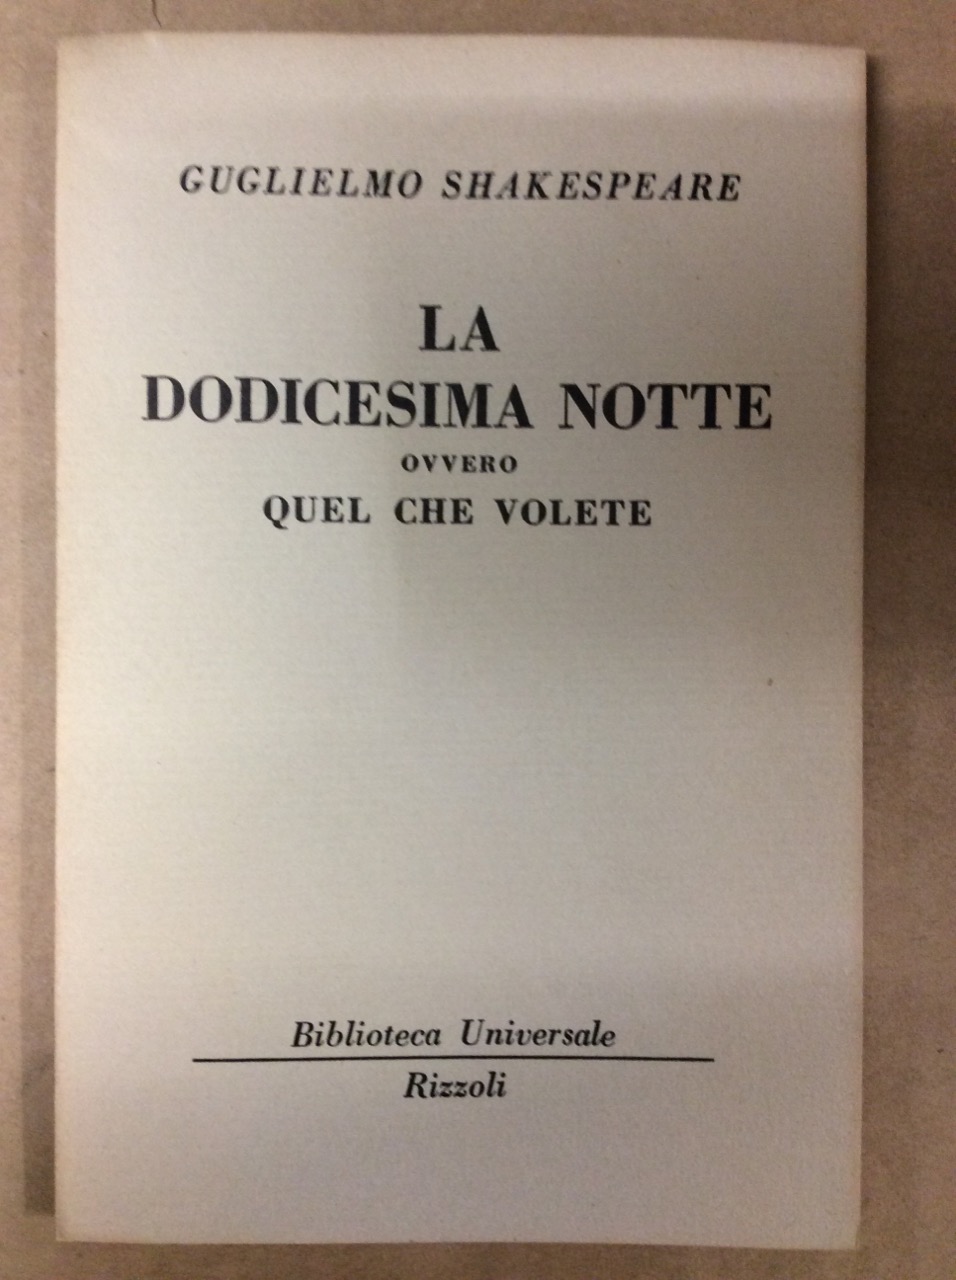 GUGLIELMO SHAKESPEARE
LA
DODICESIMA NOTTE
OVVERO
QUEL CHE VOLETE
Biblioteca Universale
Rizzoli